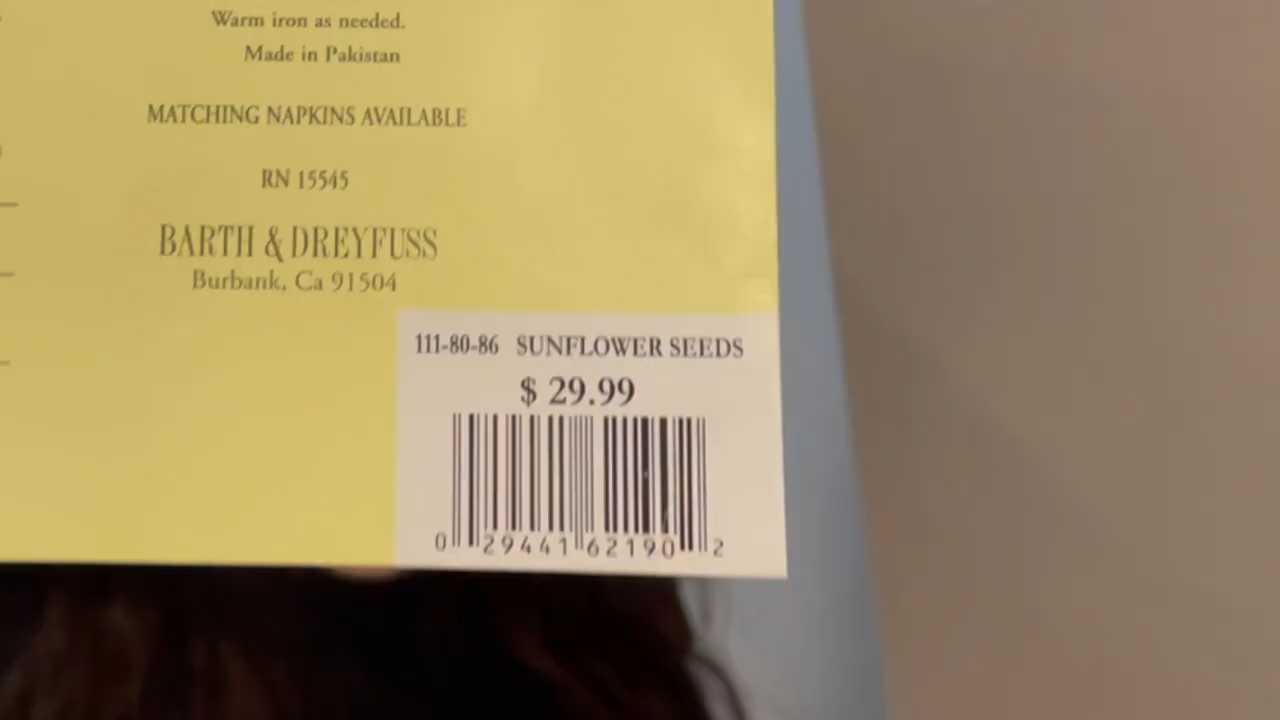 Warm iron as needed.
Made in Pakistan
MATCHING NAPKINS AVAILABLE
RN 15545
BARTH & DREYFUSS
Burbank, Ca 91504
111-80-86 SUNFLOWER SEEDS
$ 29.99
0 29441 62190 2